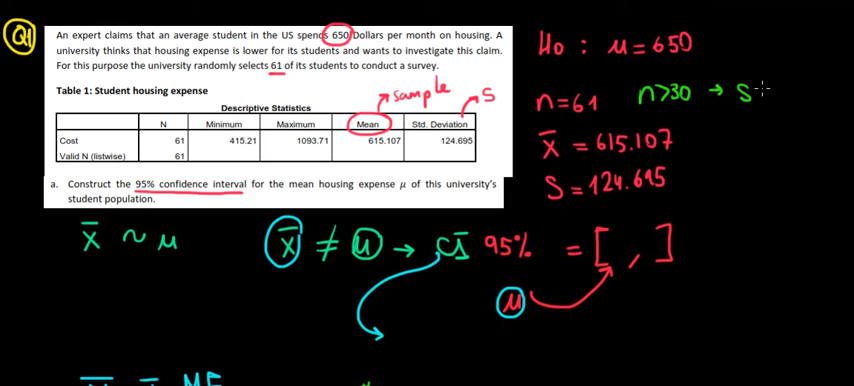 Q1
An expert claims that an average student in the US spends 650 Dollars per month on housing. A
university thinks that housing expense is lower for its students and wants to investigate this claim.
For this purpose the university randomly selects 61 of its students to conduct a survey.
Table 1: Student housing expense
sample
S
Descriptive Statistics
N Minimum Maximum Mean Std. Deviation
Cost 61 415.21 1093.71 615.107 124.695
Valid N (listwise) 61
a. Construct the 95% confidence interval for the mean housing expense μ of this university's
student population.
H0 : μ = 650
n = 61 n>30 → S
x̄ = 615.107
S = 124.695
x̄ ~ μ
x̄ ≠ μ → CI 95% = [ , ]
μ